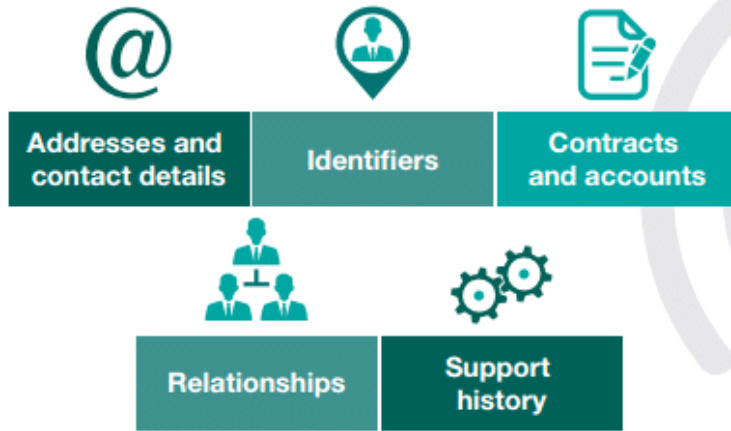 @
Addresses and
contact details
Identifiers
Contracts
and accounts
Relationships
Support
history